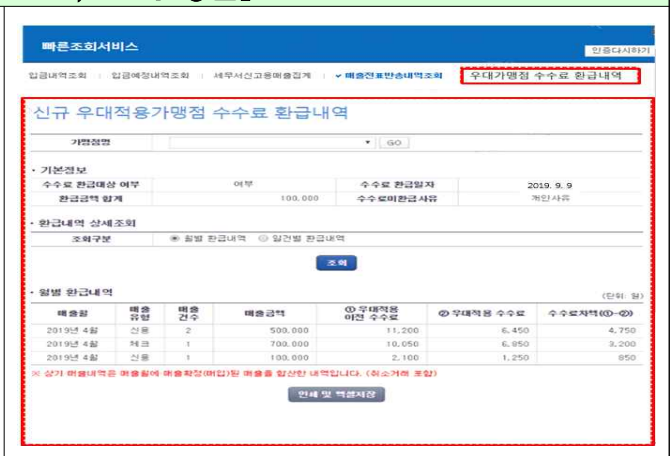 빠른조회서비스
인증다시하기
입금내역조회 | 입금예정내역조회 | 세무서신고용매출집계 | ✔ 매출전표반송내역조회 우대가맹점 수수료 환급내역
신규 우대적용가맹점 수수료 환급내역
가맹점명 GO
· 기본정보
수수료 환급대상 여부 여부 수수료 환급일자 2019. 9. 9
환급금액 합계 100,000 수수료미환급사유 개인사유
· 환급내역 상세조회
조회구분 월별 환급내역 일건별 환급내역
조회
· 월별 환급내역 (단위: 원)
매출월 매출유형 매출건수 매출금액 ① 우대적용 이전 수수료 ② 우대적용 수수료 수수료차액(①-②)
2019년 4월 신용 2 500,000 11,200 6,450 4,750
2019년 4월 체크 1 700,000 10,050 6,850 3,200
2019년 4월 신용 1 100,000 2,100 1,250 850
※ 상기 매출내역은 매출월에 매출확정(매입)된 매출을 합산한 내역입니다. (취소거래 포함)
인쇄 및 엑셀저장